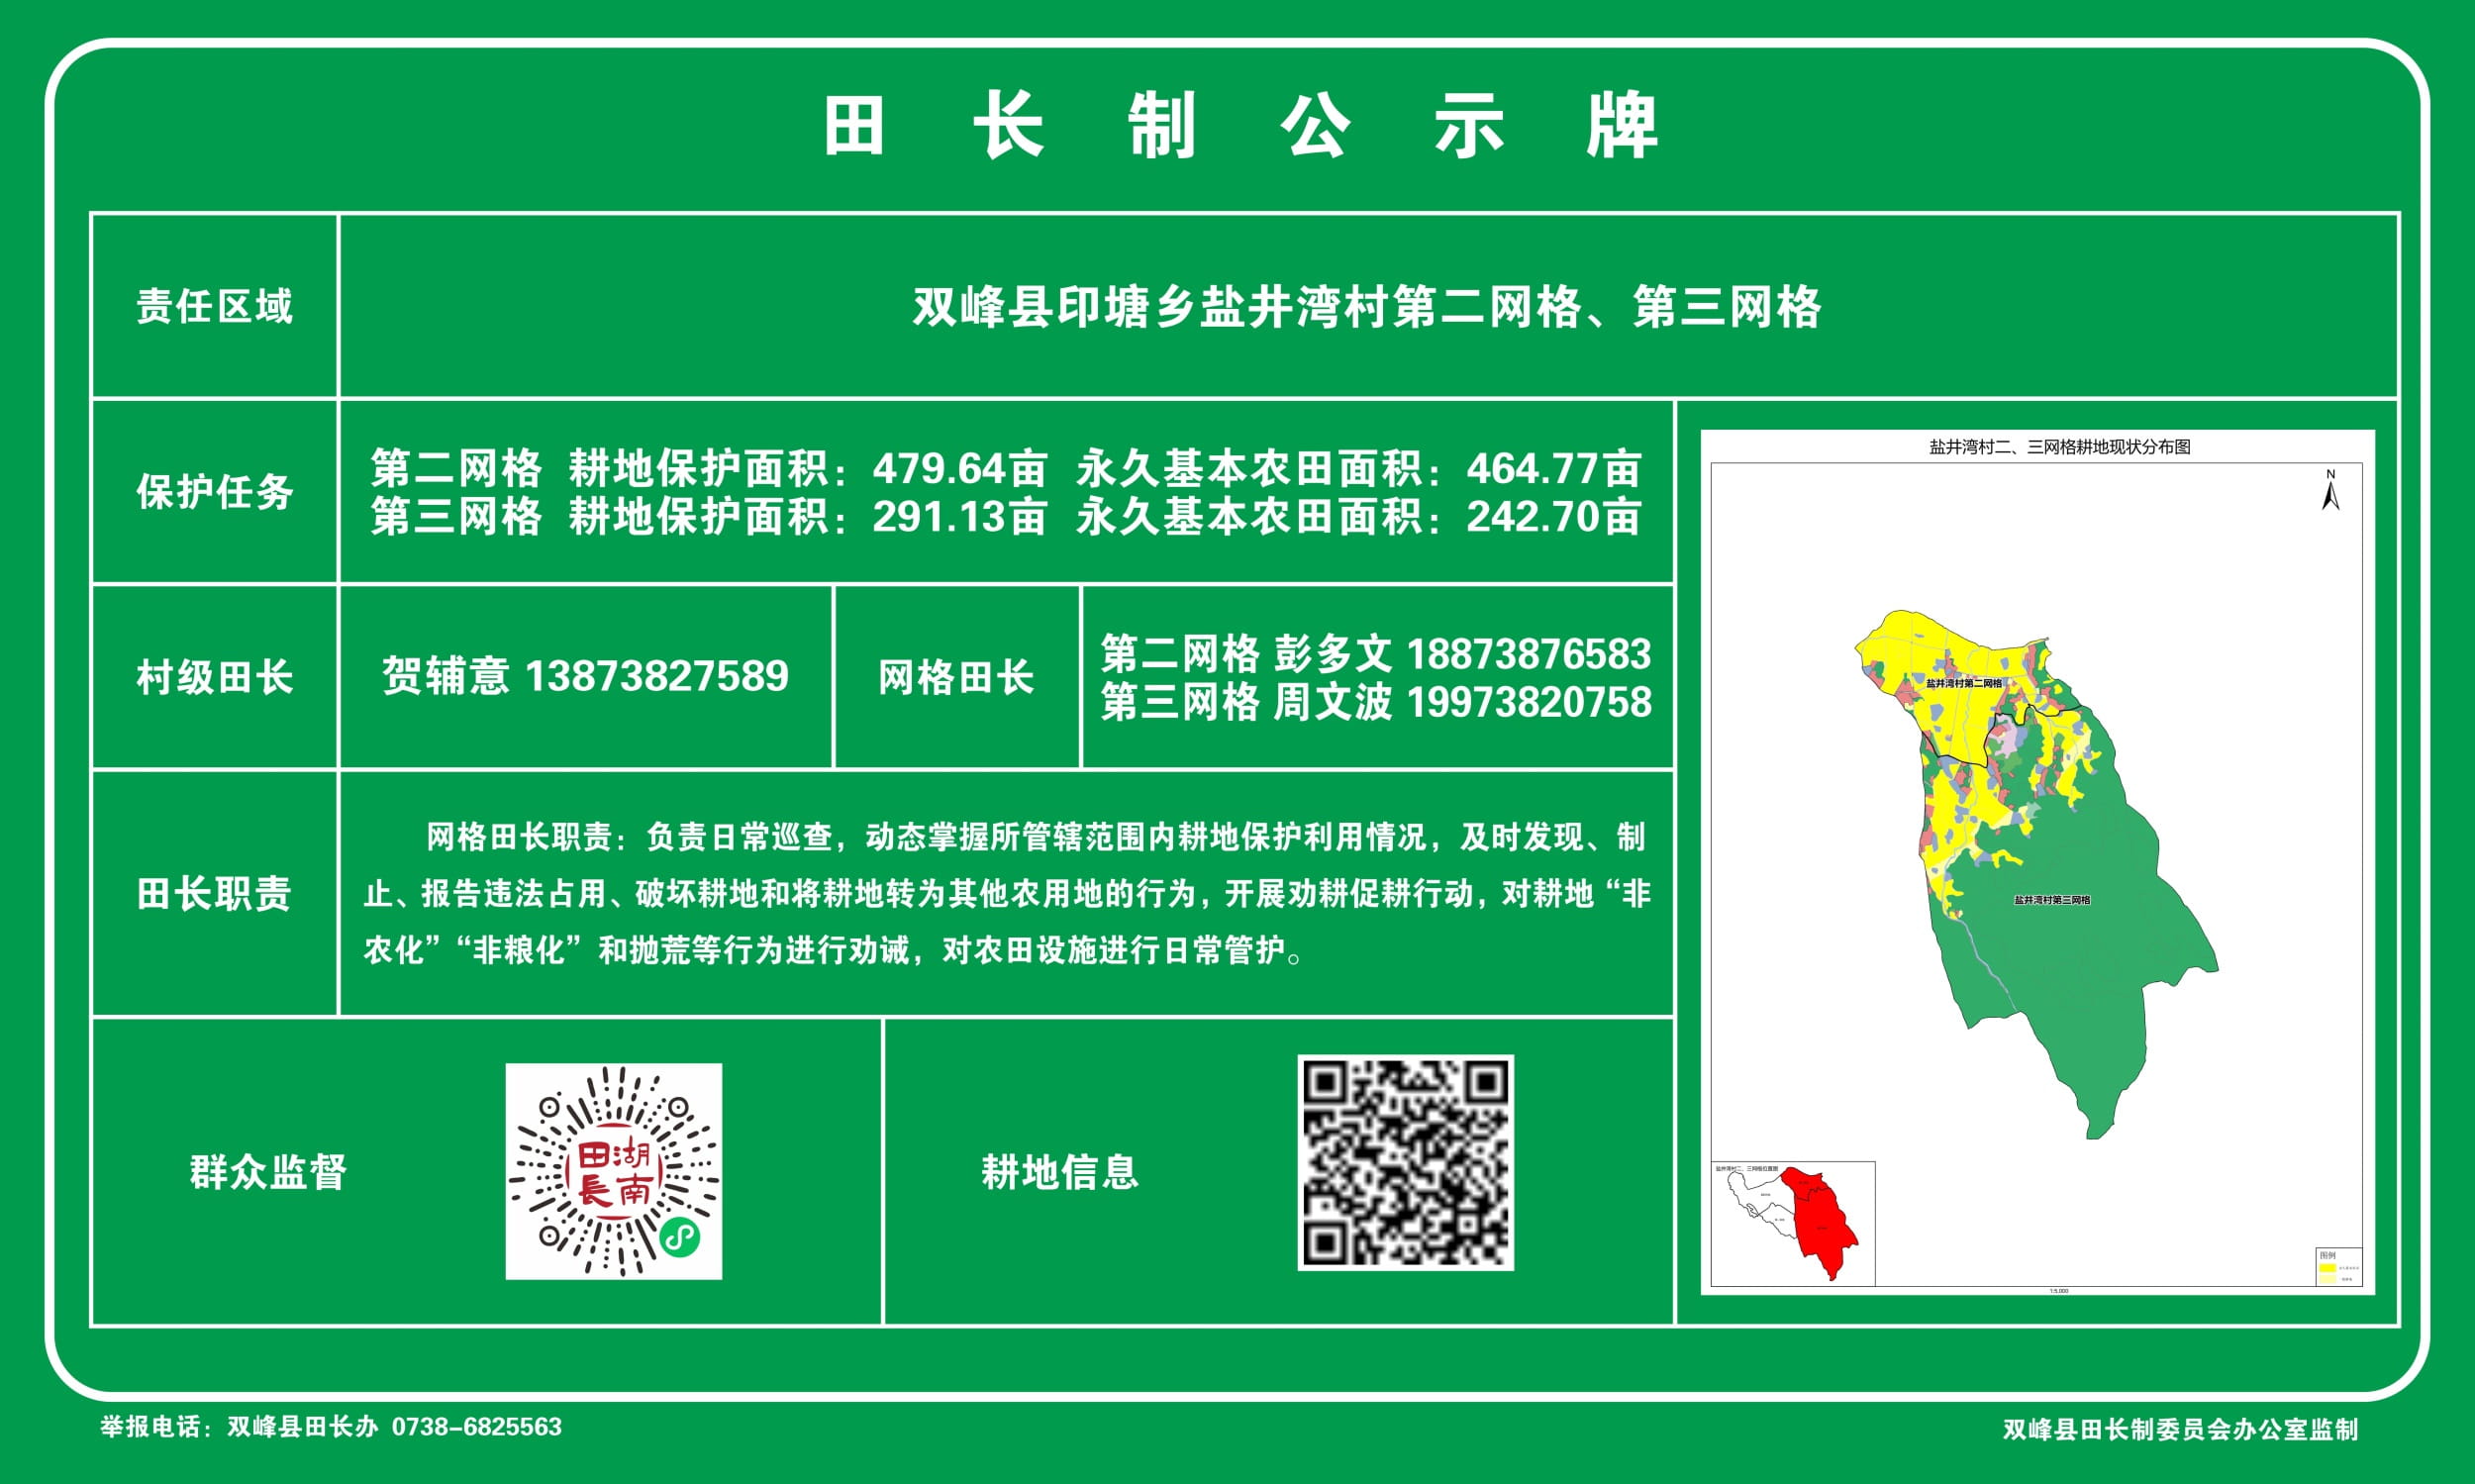 田长制公示牌
责任区域
双峰县印塘乡盐井湾村第二网格、第三网格
保护任务
第二网格 耕地保护面积：479.64亩 永久基本农田面积：464.77亩
第三网格 耕地保护面积：291.13亩 永久基本农田面积：242.70亩
村级田长
贺辅意 13873827589
网格田长
第二网格 彭多文 18873876583
第三网格 周文波 19973820758
田长职责
网格田长职责：负责日常巡查，动态掌握所管辖范围内耕地保护利用情况，及时发现、制
止、报告违法占用、破坏耕地和将耕地转为其他农用地的行为，开展劝耕促耕行动，对耕地“非
农化”“非粮化”和抛荒等行为进行劝诫，对农田设施进行日常管护。
群众监督
田湖
長南
耕地信息
盐井湾村二、三网格耕地现状分布图
N
盐井湾村第二网格
盐井湾村第三网格
盐井湾村二、三网格位置图
图例
1:5,000
举报电话：双峰县田长办 0738-6825563
双峰县田长制委员会办公室监制